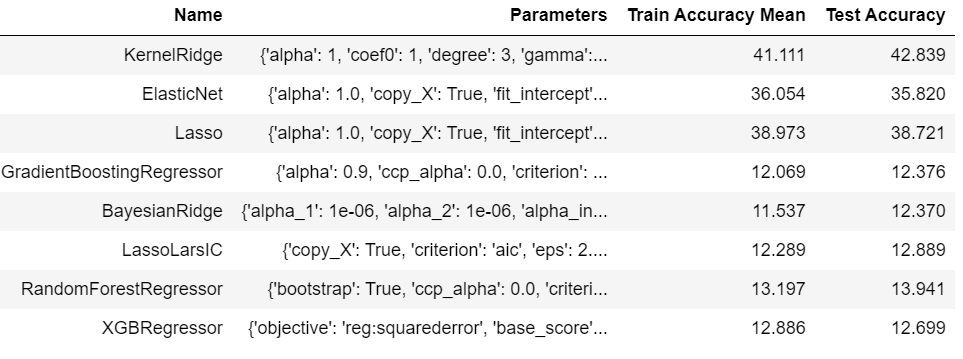 Name Parameters Train Accuracy Mean Test Accuracy
KernelRidge {'alpha': 1, 'coef0': 1, 'degree': 3, 'gamma':... 41.111 42.839
ElasticNet {'alpha': 1.0, 'copy_X': True, 'fit_intercept'... 36.054 35.820
Lasso {'alpha': 1.0, 'copy_X': True, 'fit_intercept'... 38.973 38.721
GradientBoostingRegressor {'alpha': 0.9, 'ccp_alpha': 0.0, 'criterion': ... 12.069 12.376
BayesianRidge {'alpha_1': 1e-06, 'alpha_2': 1e-06, 'alpha_in... 11.537 12.370
LassoLarsIC {'copy_X': True, 'criterion': 'aic', 'eps': 2.... 12.289 12.889
RandomForestRegressor {'bootstrap': True, 'ccp_alpha': 0.0, 'criteri... 13.197 13.941
XGBRegressor {'objective': 'reg:squarederror', 'base_score'... 12.886 12.699